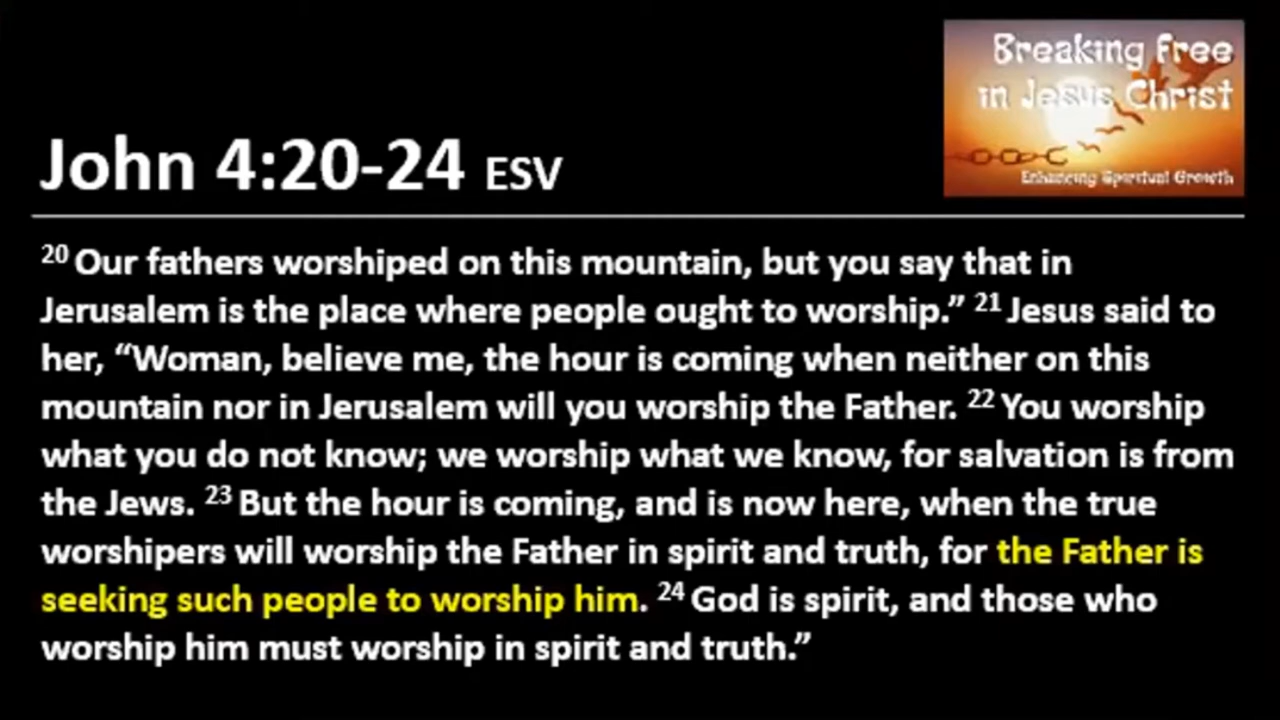 Breaking Free
in Jesus Christ
Enhancing Spiritual Growth
John 4:20-24 ESV
20 Our fathers worshiped on this mountain, but you say that in
Jerusalem is the place where people ought to worship.” 21 Jesus said to
her, “Woman, believe me, the hour is coming when neither on this
mountain nor in Jerusalem will you worship the Father. 22 You worship
what you do not know; we worship what we know, for salvation is from
the Jews. 23 But the hour is coming, and is now here, when the true
worshipers will worship the Father in spirit and truth, for the Father is
seeking such people to worship him. 24 God is spirit, and those who
worship him must worship in spirit and truth.”